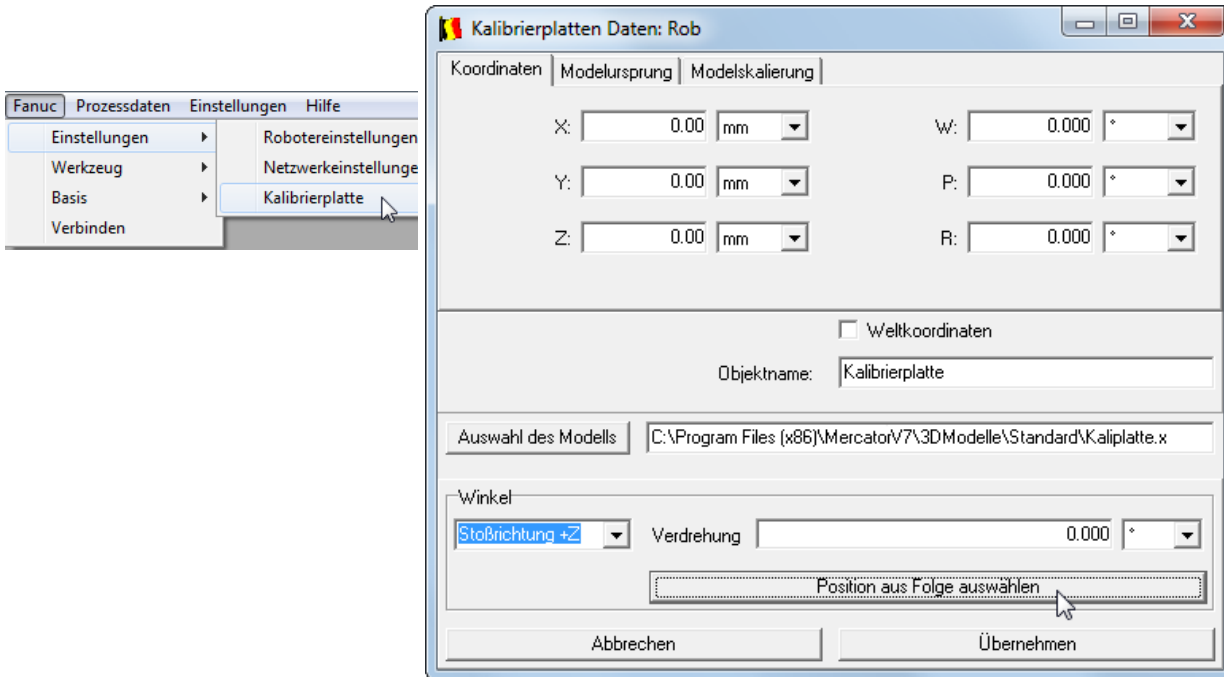 Fanuc Prozessdaten Einstellungen Hilfe
Einstellungen Robotereinstellungen
Werkzeug Netzwerkeinstellunge
Basis Kalibrierplatte
Verbinden
Kalibrierplatten Daten: Rob
Koordinaten Modelursprung Modelskalierung
X: 0.00 mm W: 0.000 °
Y: 0.00 mm P: 0.000 °
Z: 0.00 mm R: 0.000 °
Weltkoordinaten
Objektname: Kalibrierplatte
Auswahl des Modells C:\Program Files (x86)\MercatorV7\3DModelle\Standard\Kaliplatte.x
Winkel
Stoßrichtung +Z Verdrehung 0.000 °
Position aus Folge auswählen
Abbrechen Übernehmen